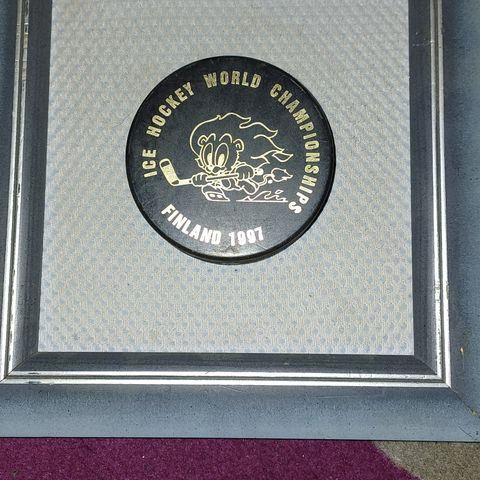 ICE HOCKEY WORLD CHAMPIONSHIPS
FINLAND 1997